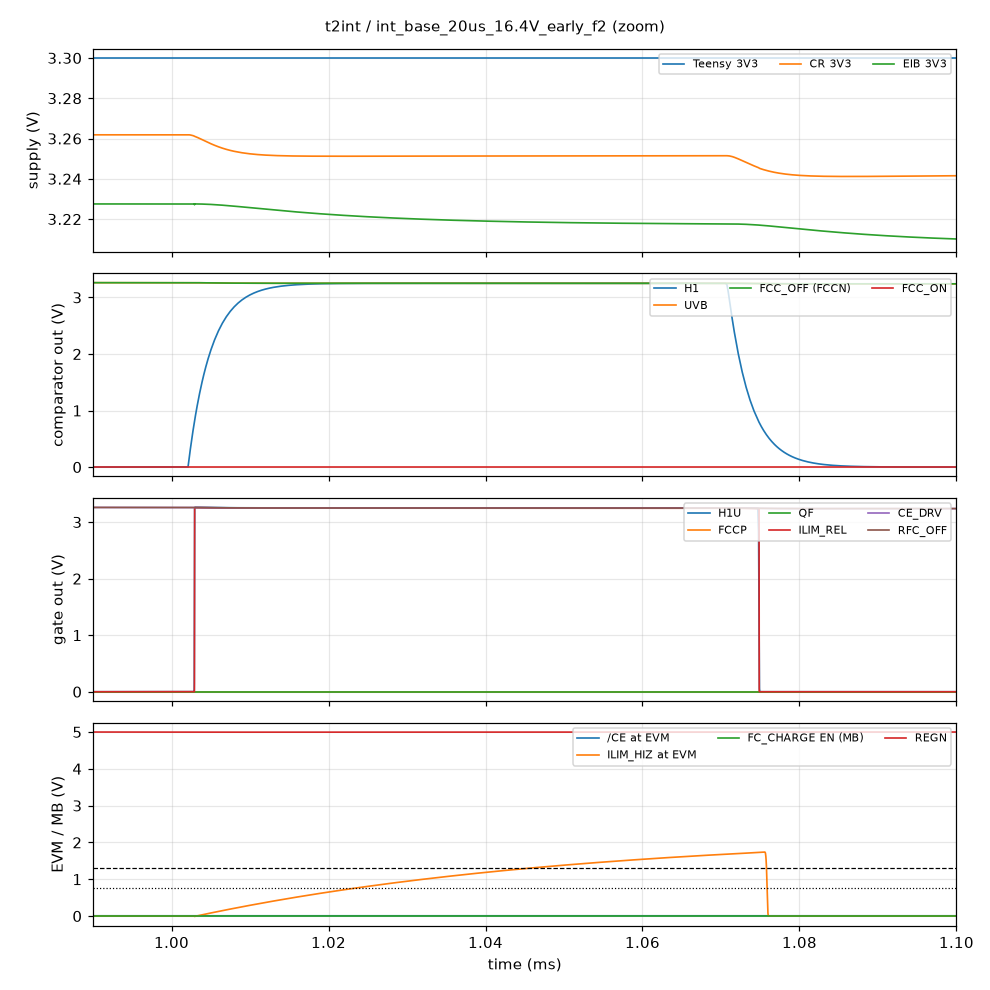 t2int / int_base_20us_16.4V_early_f2 (zoom)
3.30
3.28
3.26
3.24
3.22
supply (V)
Teensy 3V3 CR 3V3 EIB 3V3
3
2
1
0
comparator out (V)
H1 FCC_OFF (FCCN) FCC_ON
UVB
3
2
1
0
gate out (V)
H1U QF CE_DRV
FCCP ILIM_REL RFC_OFF
5
4
3
2
1
0
EVM / MB (V)
/CE at EVM FC_CHARGE EN (MB) REGN
ILIM_HIZ at EVM
1.00 1.02 1.04 1.06 1.08 1.10
time (ms)